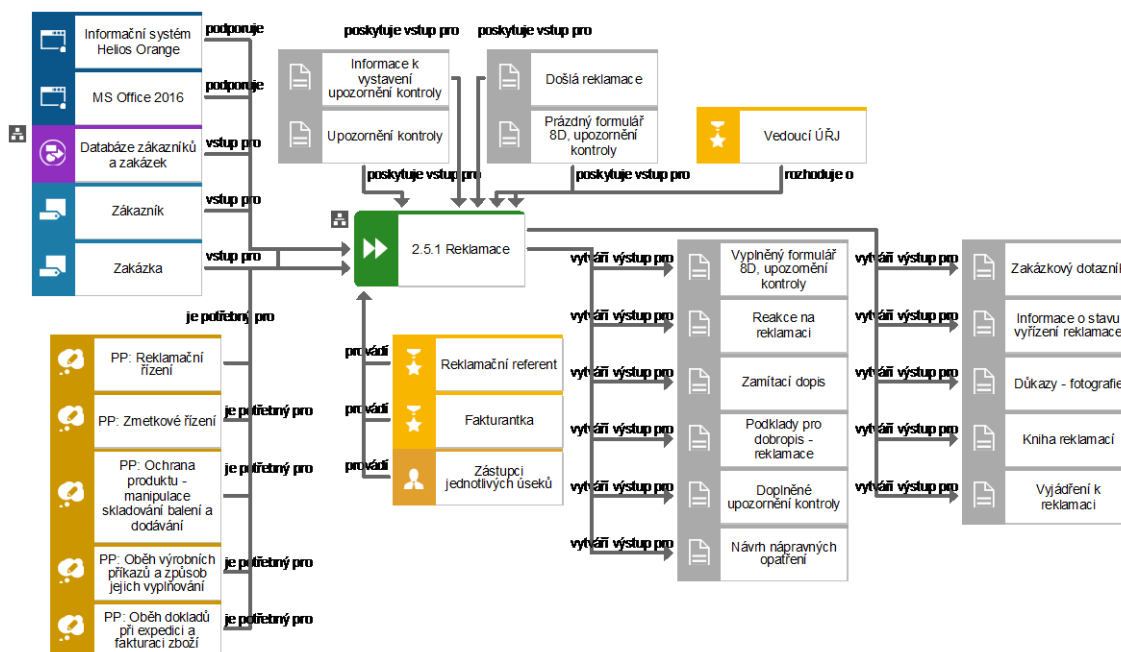 Informační systém
Helios Orange
podporuje
MS Office 2016
podporuje
Databáze zákazníků
a zakázek
vstup pro
Zákazník
vstup pro
Zakázka
vstup pro
poskytuje vstup pro
poskytuje vstup pro
Informace k
vystavení
upozornění kontroly
Upozornění kontroly
Došlá reklamace
Prázdný formulář
8D, upozornění
kontroly
Vedoucí ÚŘJ
poskytuje vstup pro
poskytuje vstup pro
rozhoduje o
2.5.1 Reklamace
je potřebný pro
PP: Reklamační
řízení
PP: Zmetkové řízení
je potřebný pro
PP: Ochrana
produktu -
manipulace
skladování balení a
dodávání
je potřebný pro
PP: Oběh výrobních
příkazů a způsob
jejich vyplňování
je potřebný pro
PP: Oběh dokladů
při expedici a
fakturaci zboží
je potřebný pro
provádí
Reklamační referent
provádí
Fakturantka
provádí
Zástupci
jednotlivých úseků
vytváří výstup pro
Vyplněný formulář
8D, upozornění
kontroly
vytváří výstup pro
Reakce na
reklamaci
vytváří výstup pro
Zamítací dopis
vytváří výstup pro
Podklady pro
dobropis -
reklamace
vytváří výstup pro
Doplněné
upozornění kontroly
vytváří výstup pro
Návrh nápravných
opatření
vytváří výstup pro
Zakázkový dotazník
vytváří výstup pro
Informace o stavu
vyřízení reklamace
vytváří výstup pro
Důkazy - fotografie
vytváří výstup pro
Kniha reklamací
vytváří výstup pro
Vyjádření k
reklamaci